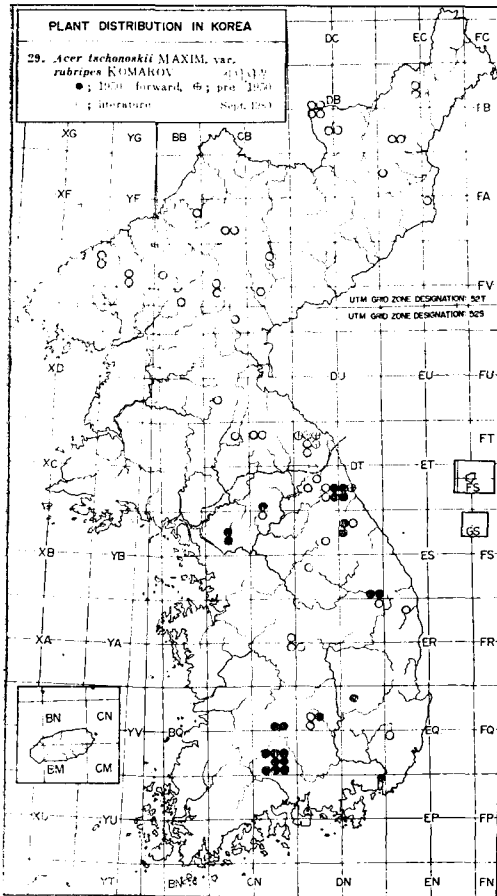 PLANT DISTRIBUTION IN KOREA
29. Acer tschonoskii MAXIM. var.
rubripes KOMAROV
●; 1950 forward, ; pre 1950
; literature Sept. 
DC EC FC
DB FB
XG YG BB CB
XF YF FA
FV
UTM GRID ZONE DESIGNATION: 52T
UTM GRID ZONE DESIGNATION: 52S
XD DU EU FU
FT
XC DT ET
FS
GS
XB YB ES FS
XA YA ER FR
BN CN YV BQ EQ FQ
BM CM
YU EP FP
YT BN CN DN EN FN